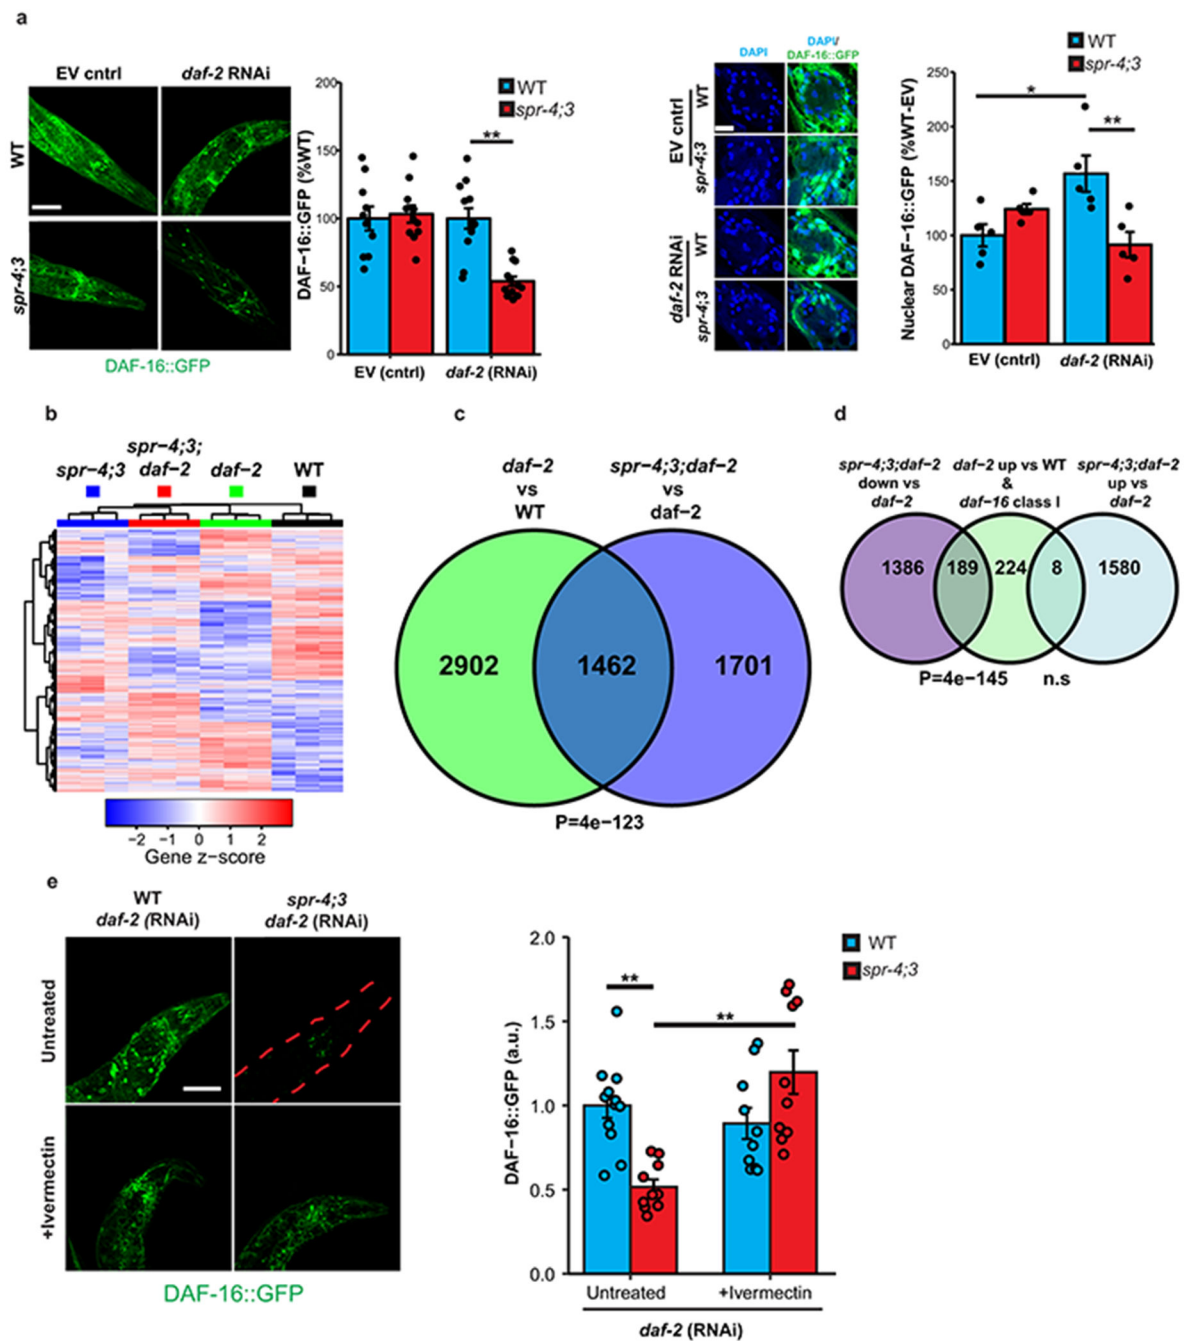 a
EV cntrl
daf-2 RNAi
WT
spr-4;3
DAF-16::GFP
DAF−16::GFP (%WT)
200
150
100
50
0
WT
spr-4;3
**
EV (cntrl)
daf-2 (RNAi)
DAPI
DAPI/
DAF-16::GFP
EV cntrl
WT
spr-4;3
daf-2 RNAi
WT
spr-4;3
Nuclear DAF−16::GFP (%WT-EV)
250
200
150
100
50
0
WT
spr-4;3
*
**
EV (cntrl)
daf-2 (RNAi)
b
spr−4;3
spr−4;3;
daf−2
daf−2
WT
−2 −1 0 1 2
Gene z−score
c
daf−2
vs
WT
spr−4;3;daf−2
vs
daf−2
2902
1462
1701
P=4e−123
d
spr−4;3;daf−2
down vs
daf−2
daf−2 up vs WT
&
daf−16 class I
spr−4;3;daf−2
up vs
daf−2
1386
189
224
8
1580
P=4e−145
n.s
e
WT
daf-2 (RNAi)
spr-4;3
daf-2 (RNAi)
Untreated
+Ivermectin
DAF-16::GFP
DAF−16::GFP (a.u.)
2.0
1.5
1.0
0.5
0.0
WT
spr-4;3
**
**
Untreated
+Ivermectin
daf-2 (RNAi)